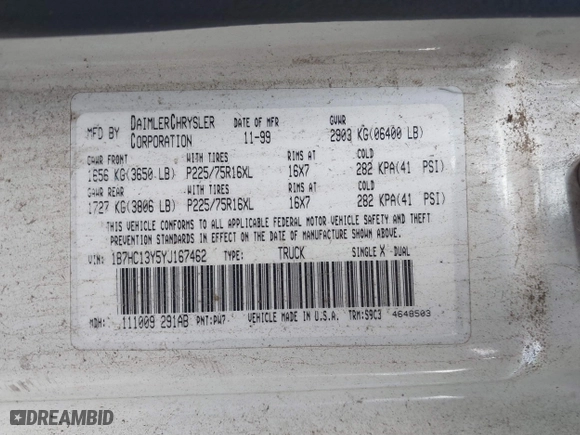 MFD BY DAIMLERCHRYSLER CORPORATION DATE OF MFR 11-99 GVWR 2903 KG(06400 LB)
GAWR FRONT WITH TIRES RIMS AT COLD
1656 KG(3650 LB) P225/75R16XL 16X7 282 KPA(41 PSI)
GAWR REAR WITH TIRES RIMS AT COLD
1727 KG(3806 LB) P225/75R16XL 16X7 282 KPA(41 PSI)
THIS VEHICLE CONFORMS TO ALL APPLICABLE FEDERAL MOTOR VEHICLE SAFETY AND THEFT
PREVENTION STANDARDS IN EFFECT ON THE DATE OF MANUFACTURE SHOWN ABOVE.
VIN: 1B7HC13Y5YJ167462 TYPE: TRUCK SINGLE X DUAL
MDH: 111009 291AB PNT:PW7 VEHICLE MADE IN U.S.A. TRM:S9C3 4648503
DREAMBID